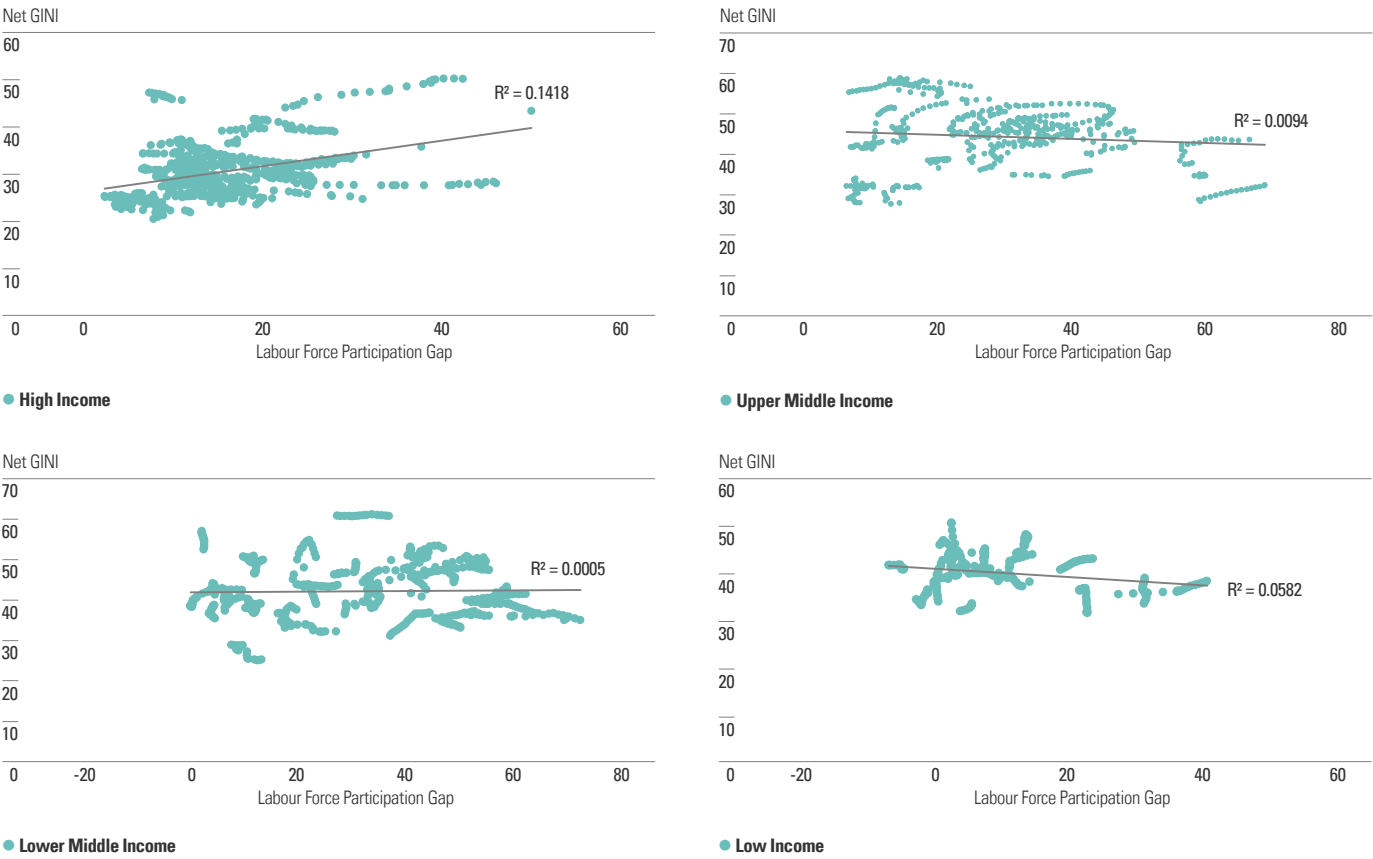 Net GINI
60
50
R² = 0.1418
40
30
20
10
0 0 20 40 60
Labour Force Participation Gap
High Income
Net GINI
70
60
50
R² = 0.0094
40
30
20
10
0 0 20 40 60 80
Labour Force Participation Gap
Upper Middle Income
Net GINI
70
60
50
R² = 0.0005
40
30
20
10
0 -20 0 20 40 60 80
Labour Force Participation Gap
Lower Middle Income
Net GINI
60
50
40
R² = 0.0582
30
20
10
0 -20 0 20 40 60
Labour Force Participation Gap
Low Income